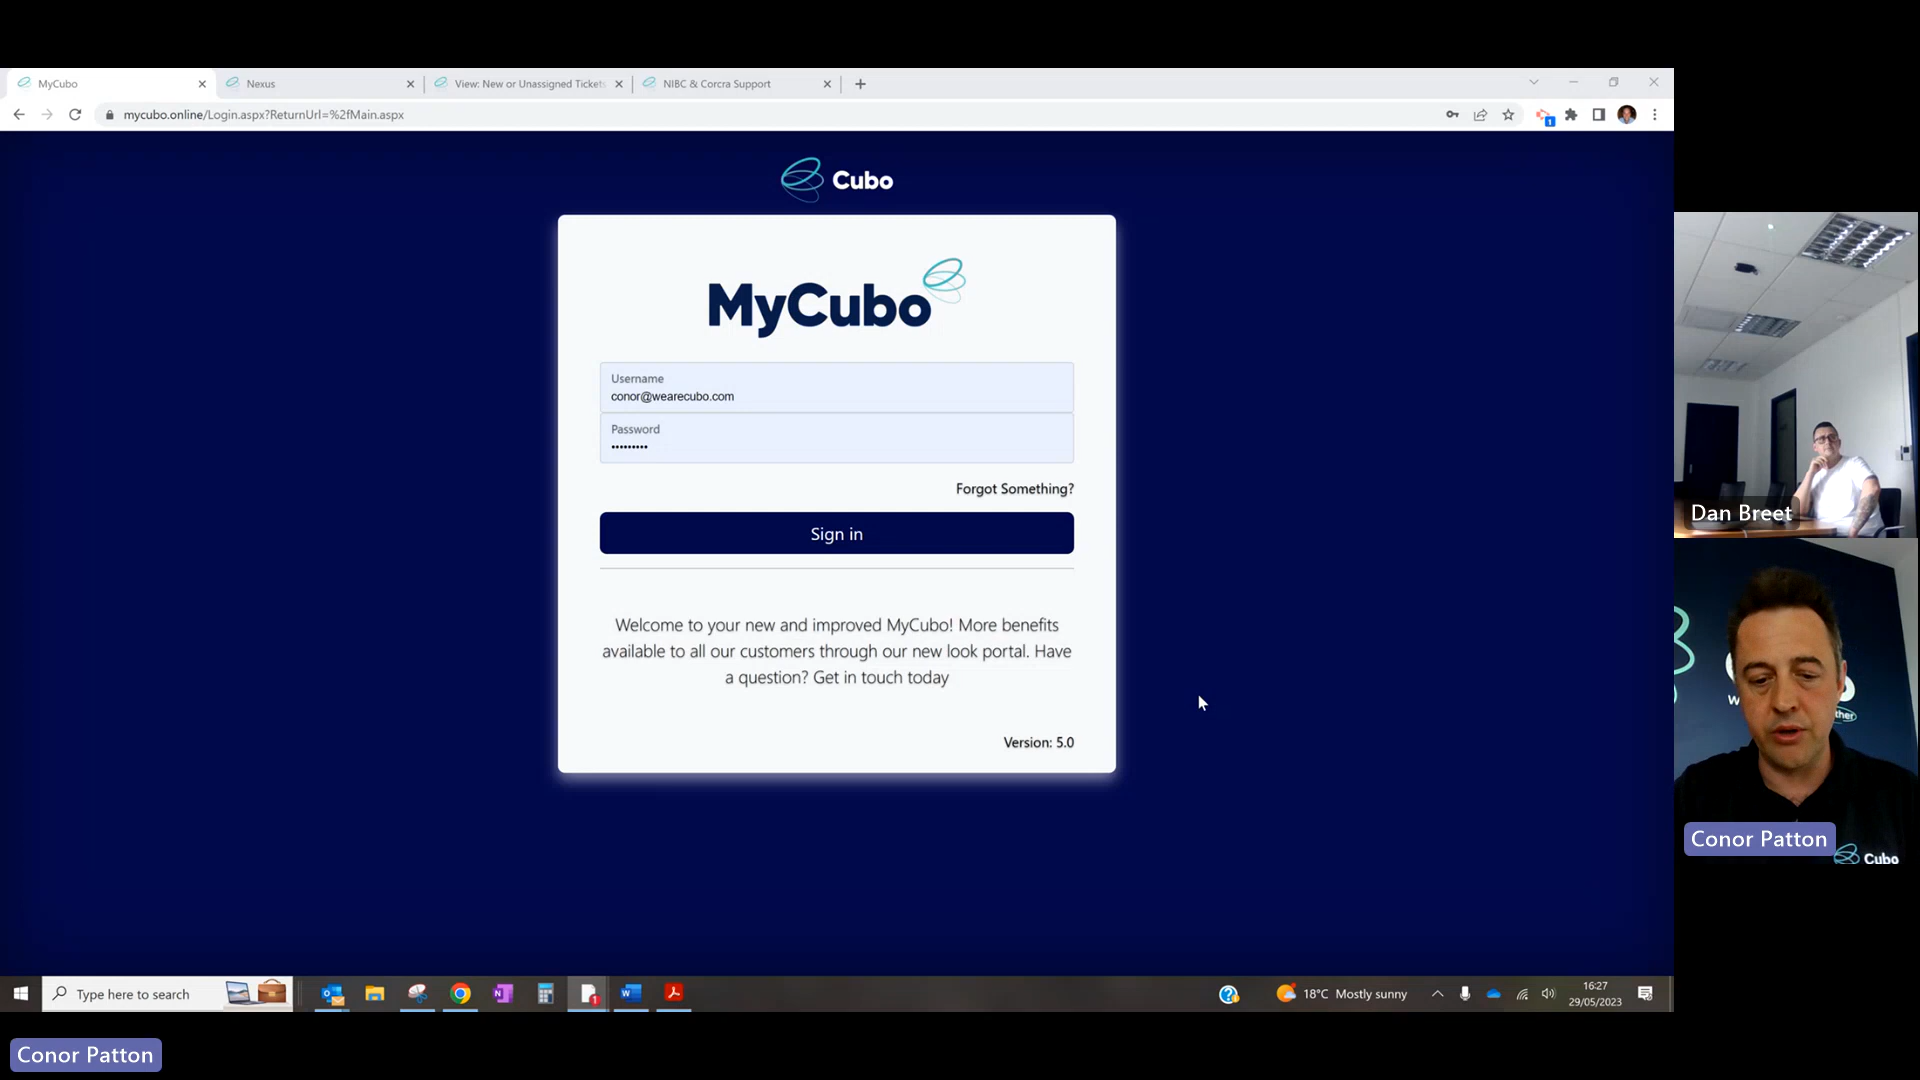 MyCubo
Nexus
View: New or Unassigned Tickets
NIBC & Corcra Support
mycubo.online/Login.aspx?ReturnUrl=%2fMain.aspx
1
Cubo
MyCubo
Username
conor@wearecubo.com
Password
•••••••••
Forgot Something?
Sign in
Welcome to your new and improved MyCubo! More benefits
available to all our customers through our new look portal. Have
a question? Get in touch today
Version: 5.0
Dan Breet
Conor Patton
Cubo
Type here to search
18°C Mostly sunny
16:27
29/05/2023
Conor Patton